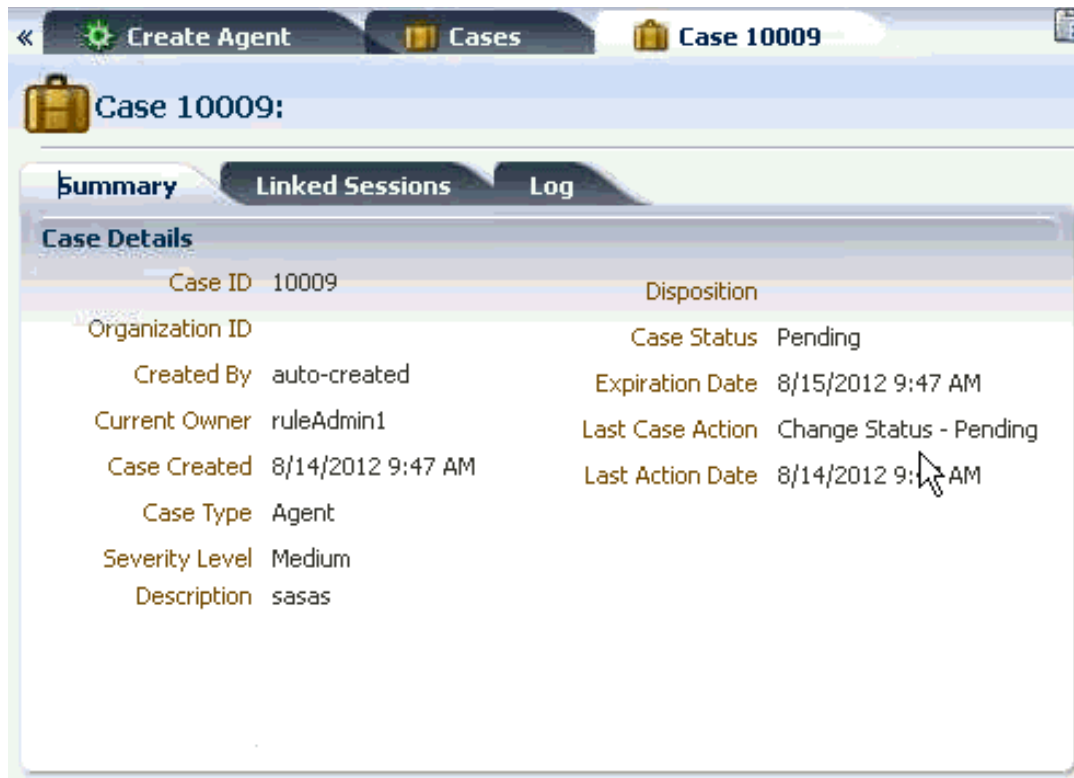 « Create Agent Cases Case 10009
Case 10009:
Summary Linked Sessions Log
Case Details
Case ID 10009
Organization ID
Created By auto-created
Current Owner ruleAdmin1
Case Created 8/14/2012 9:47 AM
Case Type Agent
Severity Level Medium
Description sasas
Disposition
Case Status Pending
Expiration Date 8/15/2012 9:47 AM
Last Case Action Change Status - Pending
Last Action Date 8/14/2012 AM